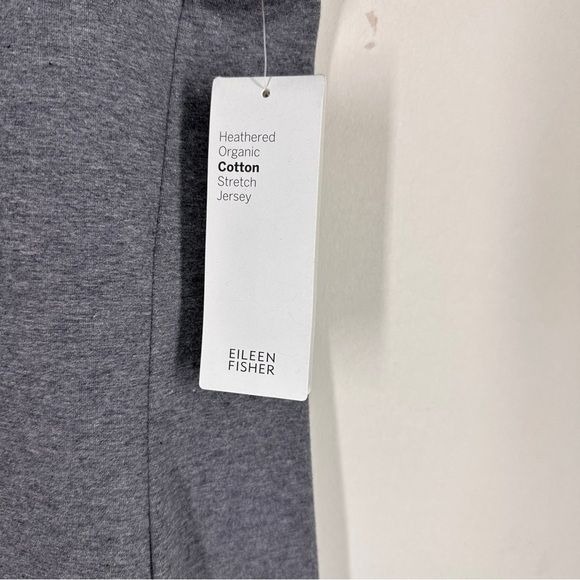 Heathered
Organic
Cotton
Stretch
Jersey
EILEEN
FISHER